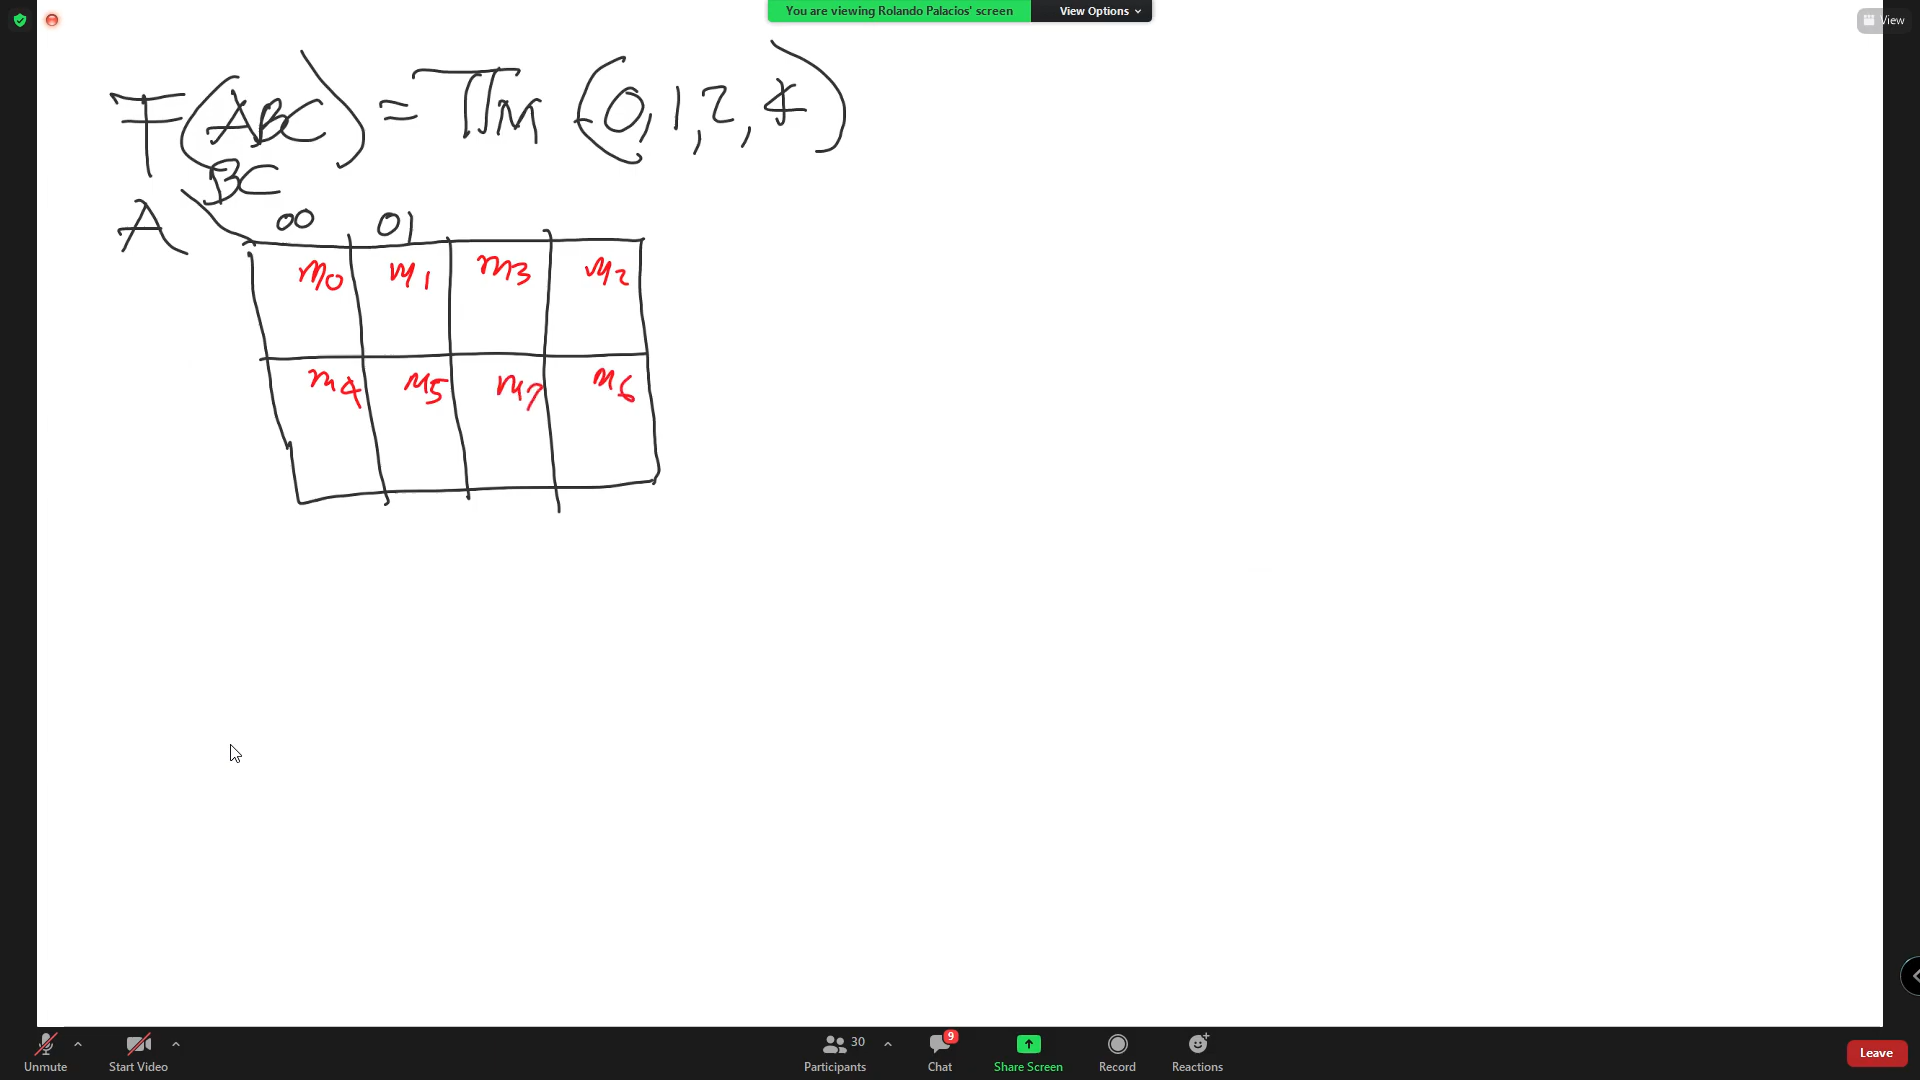 You are viewing Rolando Palacios' screen View Options
View
F(ABC) = ΠM (0,1,2,4)
BC
A 00 01
m0 m1 m3 m2
m4 m5 m7 m6
Unmute Start Video 30 Participants 9 Chat Share Screen Record Reactions Leave